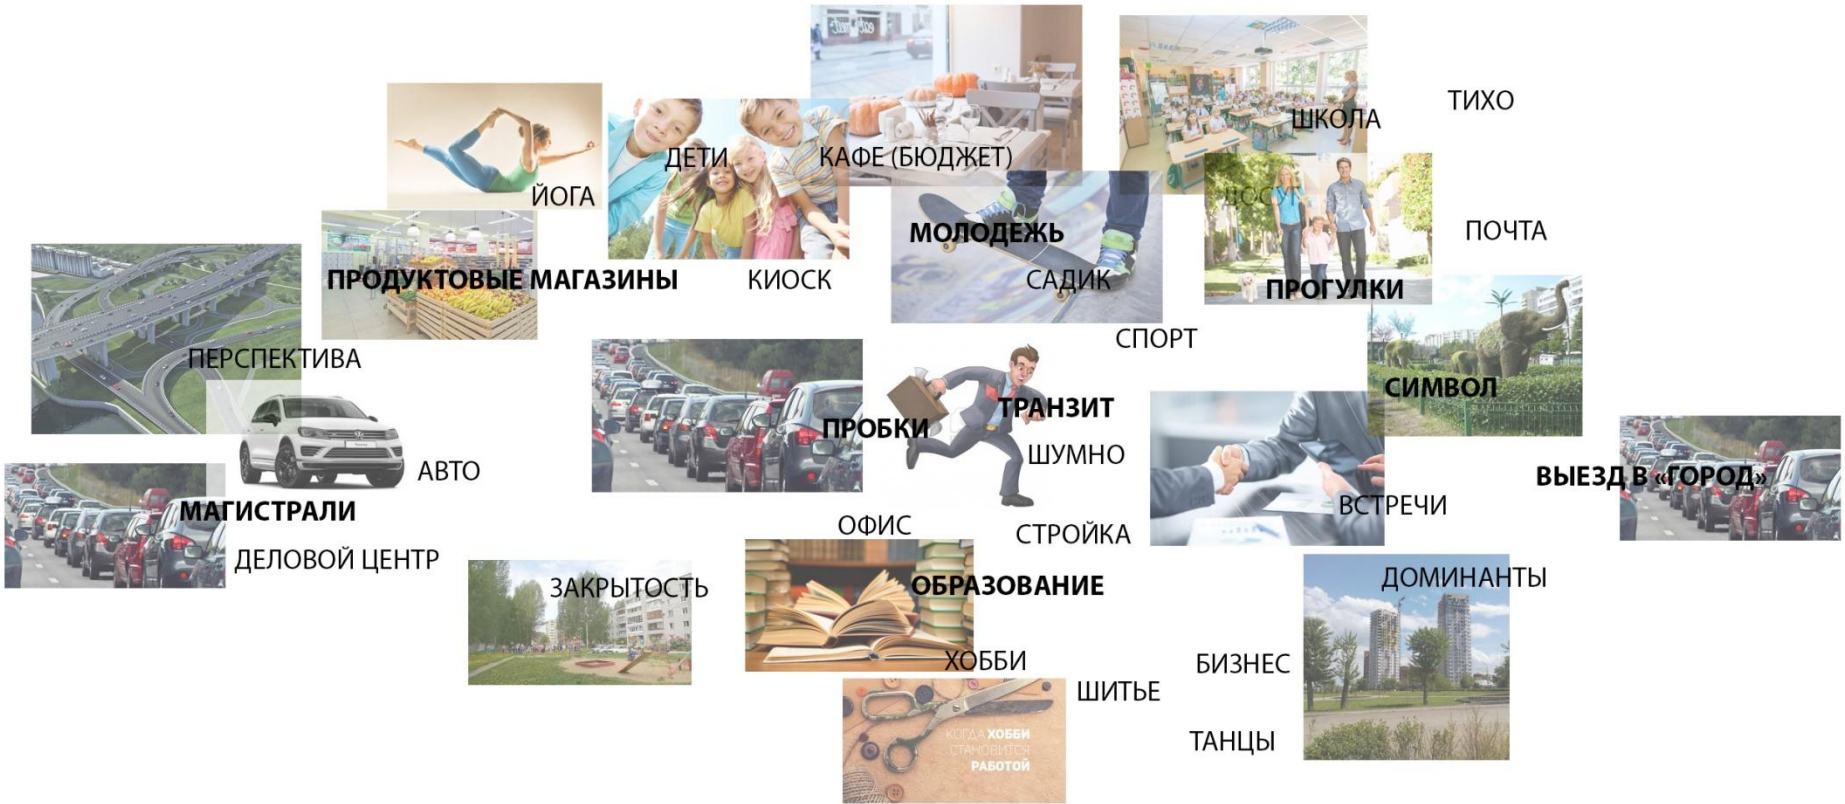 ТИХО
ШКОЛА
ДЕТИ
КАФЕ (БЮДЖЕТ)
ЙОГА
ДОСУГ
МОЛОДЕЖЬ
ПОЧТА
ПРОДУКТОВЫЕ МАГАЗИНЫ
КИОСК
САДИК
ПРОГУЛКИ
СПОРТ
ПЕРСПЕКТИВА
СИМВОЛ
ТРАНЗИТ
ПРОБКИ
ШУМНО
АВТО
ВЫЕЗД В «ГОРОД»
МАГИСТРАЛИ
ВСТРЕЧИ
ОФИС
СТРОЙКА
ДЕЛОВОЙ ЦЕНТР
ЗАКРЫТОСТЬ
ОБРАЗОВАНИЕ
ДОМИНАНТЫ
ХОББИ
БИЗНЕС
ШИТЬЕ
КОГДА ХОББИ
СТАНОВИТСЯ
РАБОТОЙ
ТАНЦЫ